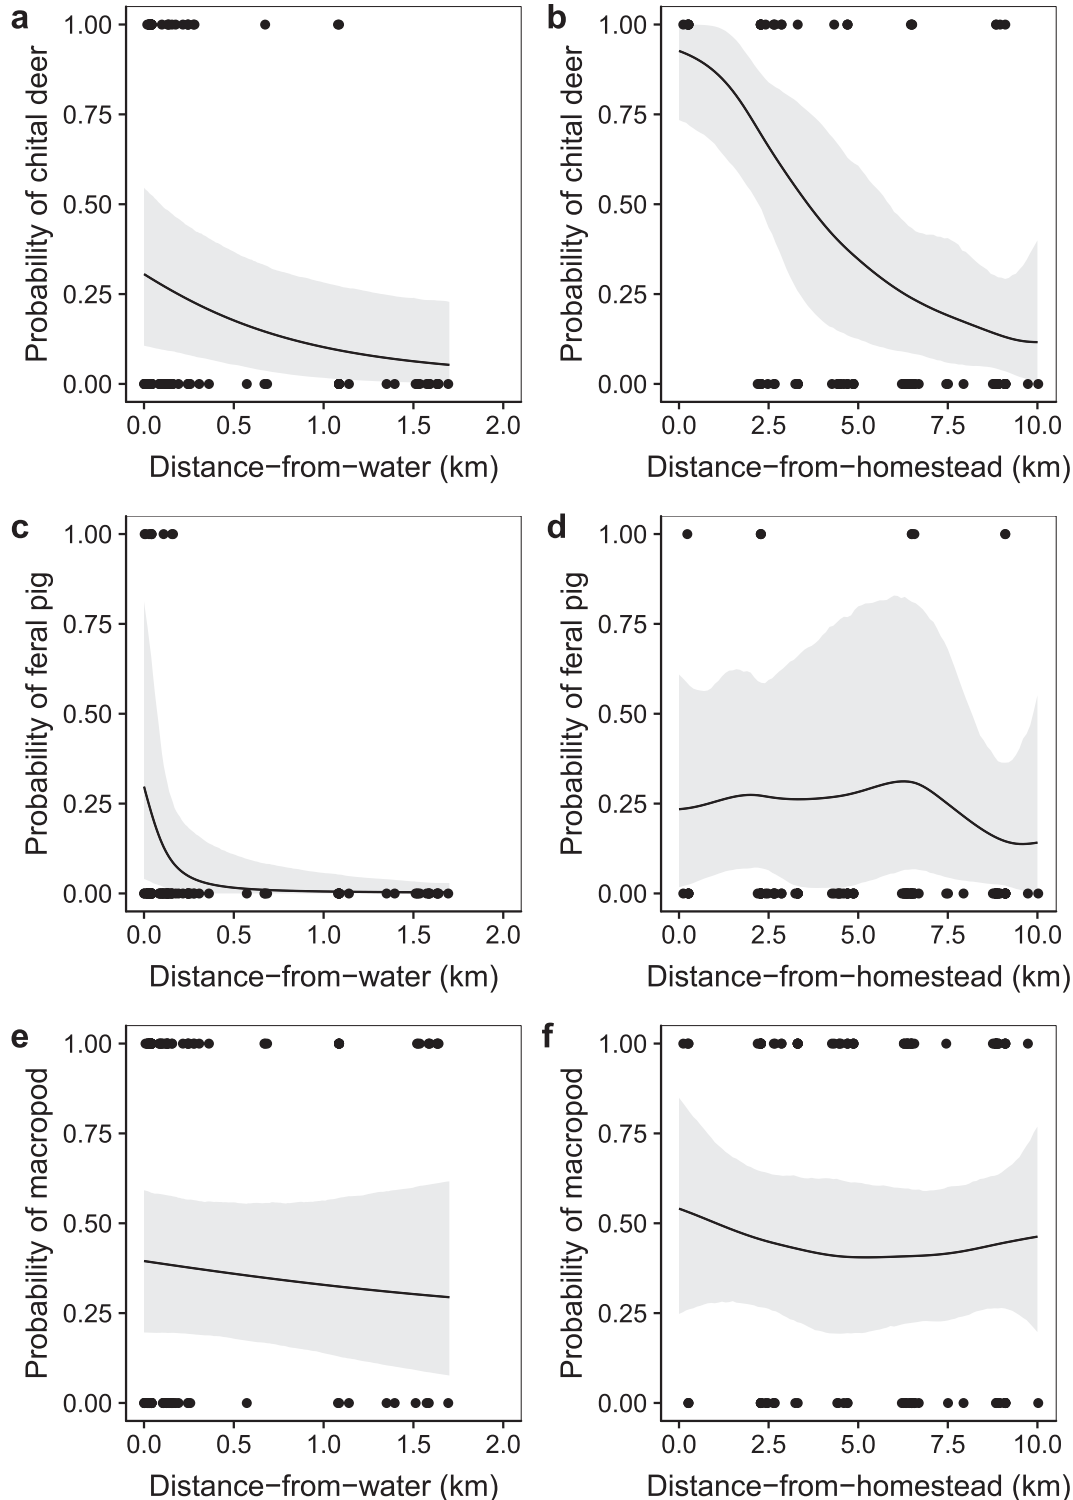 a
Probability of chital deer
1.00
0.75
0.50
0.25
0.00
0.0 0.5 1.0 1.5 2.0
Distance−from−water (km)
b
Probability of chital deer
1.00
0.75
0.50
0.25
0.00
0.0 2.5 5.0 7.5 10.0
Distance−from−homestead (km)
c
Probability of feral pig
1.00
0.75
0.50
0.25
0.00
0.0 0.5 1.0 1.5 2.0
Distance−from−water (km)
d
Probability of feral pig
1.00
0.75
0.50
0.25
0.00
0.0 2.5 5.0 7.5 10.0
Distance−from−homestead (km)
e
Probability of macropod
1.00
0.75
0.50
0.25
0.00
0.0 0.5 1.0 1.5 2.0
Distance−from−water (km)
f
Probability of macropod
1.00
0.75
0.50
0.25
0.00
0.0 2.5 5.0 7.5 10.0
Distance−from−homestead (km)